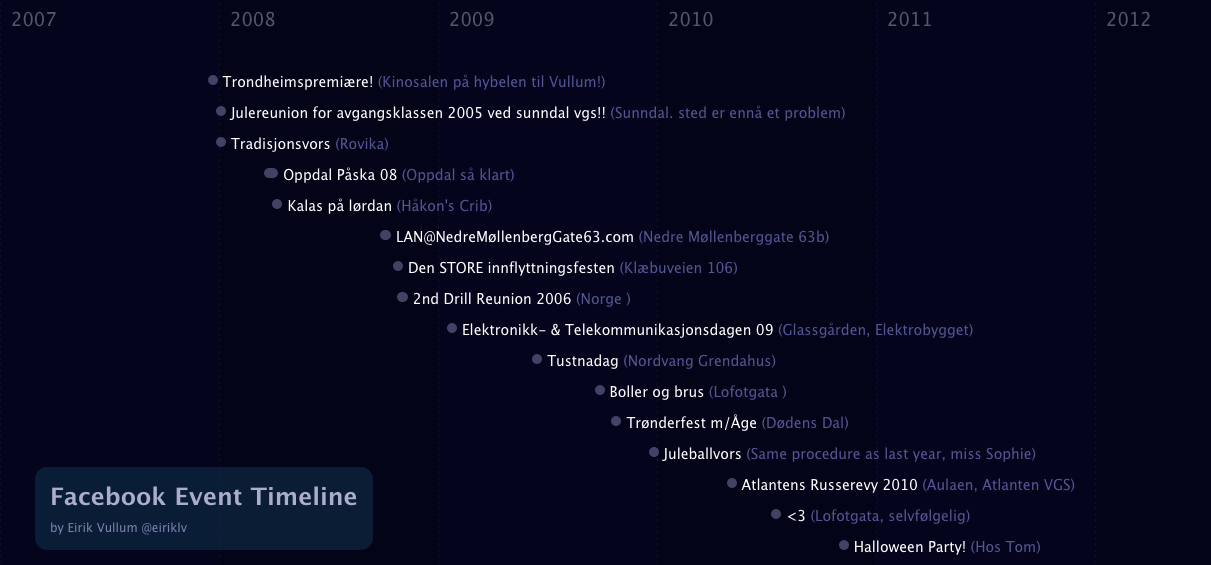 2007 2008 2009 2010 2011 2012
Trondheimspremiære! (Kinosalen på hybelen til Vullum!)
Julereunion for avgangsklassen 2005 ved sunndal vgs!! (Sunndal. sted er ennå et problem)
Tradisjonsvors (Rovika)
Oppdal Påska 08 (Oppdal så klart)
Kalas på lørdan (Håkon's Crib)
LAN@NedreMøllenbergGate63.com (Nedre Møllenberggate 63b)
Den STORE innflyttningsfesten (Klæbuveien 106)
2nd Drill Reunion 2006 (Norge )
Elektronikk- & Telekommunikasjonsdagen 09 (Glassgården, Elektrobygget)
Tustnadag (Nordvang Grendahus)
Boller og brus (Lofotgata )
Trønderfest m/Åge (Dødens Dal)
Juleballvors (Same procedure as last year, miss Sophie)
Atlantens Russerevy 2010 (Aulaen, Atlanten VGS)
<3 (Lofotgata, selvfølgelig)
Halloween Party! (Hos Tom)
Facebook Event Timeline
by Eirik Vullum @eiriklv